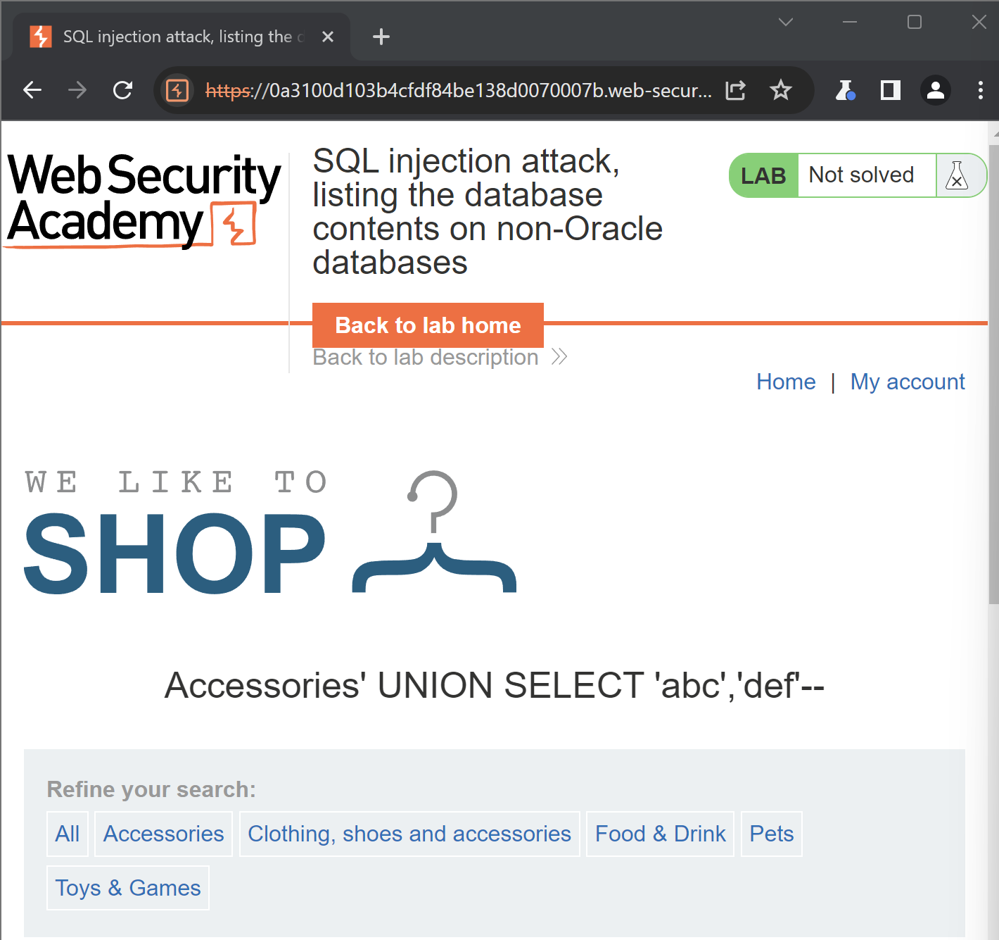 SQL injection attack, listing the d
https://0a3100d103b4cfdf84be138d0070007b.web-secur...
Web Security
Academy
SQL injection attack,
listing the database
contents on non-Oracle
databases
LAB Not solved
Back to lab home
Back to lab description
Home | My account
WE LIKE TO
SHOP
Accessories' UNION SELECT 'abc','def'--
Refine your search:
All Accessories Clothing, shoes and accessories Food & Drink Pets
Toys & Games